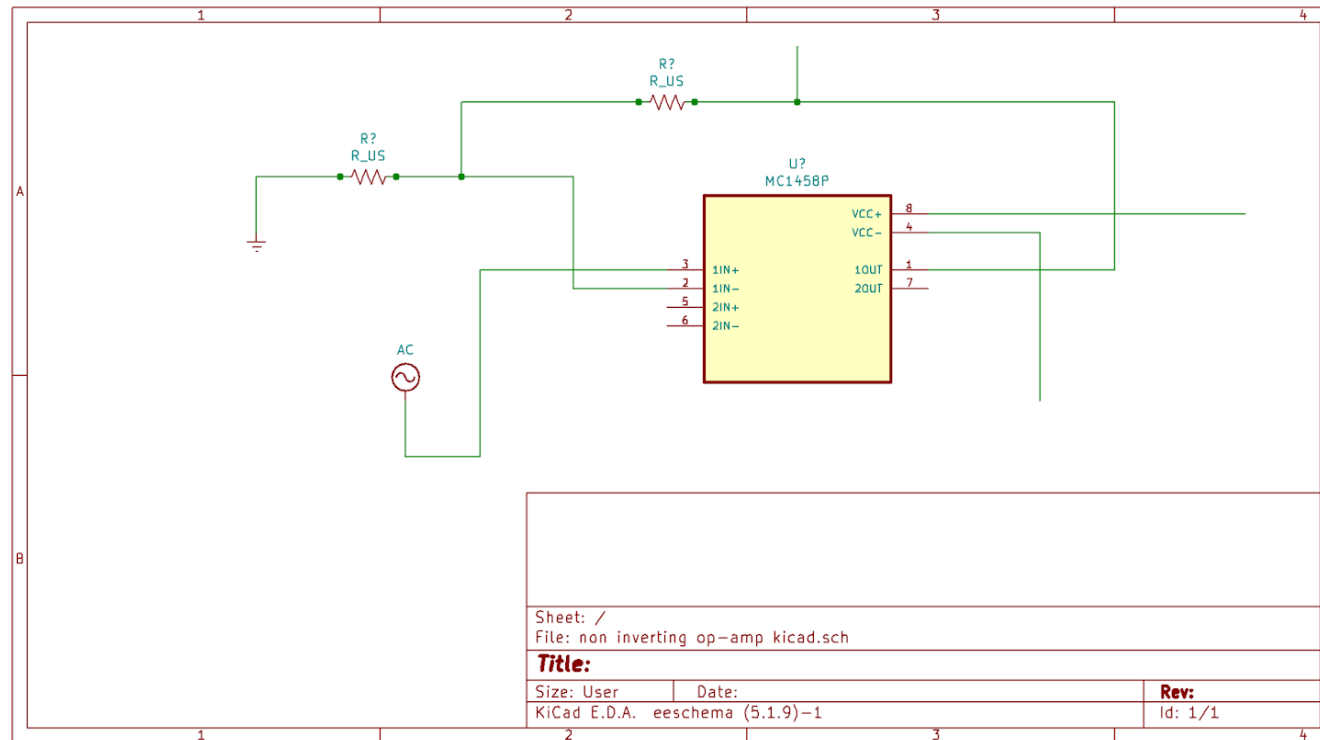 1 2 3 4
R?
R_US
R?
R_US
A
U?
MC1458P
VCC+ 8
VCC- 4
3 1IN+ 1OUT 1
2 1IN- 2OUT 7
5 2IN+
6 2IN-
AC
B
Sheet: /
File: non inverting op-amp kicad.sch
Title:
Size: User Date: Rev:
KiCad E.D.A. eeschema (5.1.9)-1 Id: 1/1
1 2 3 4